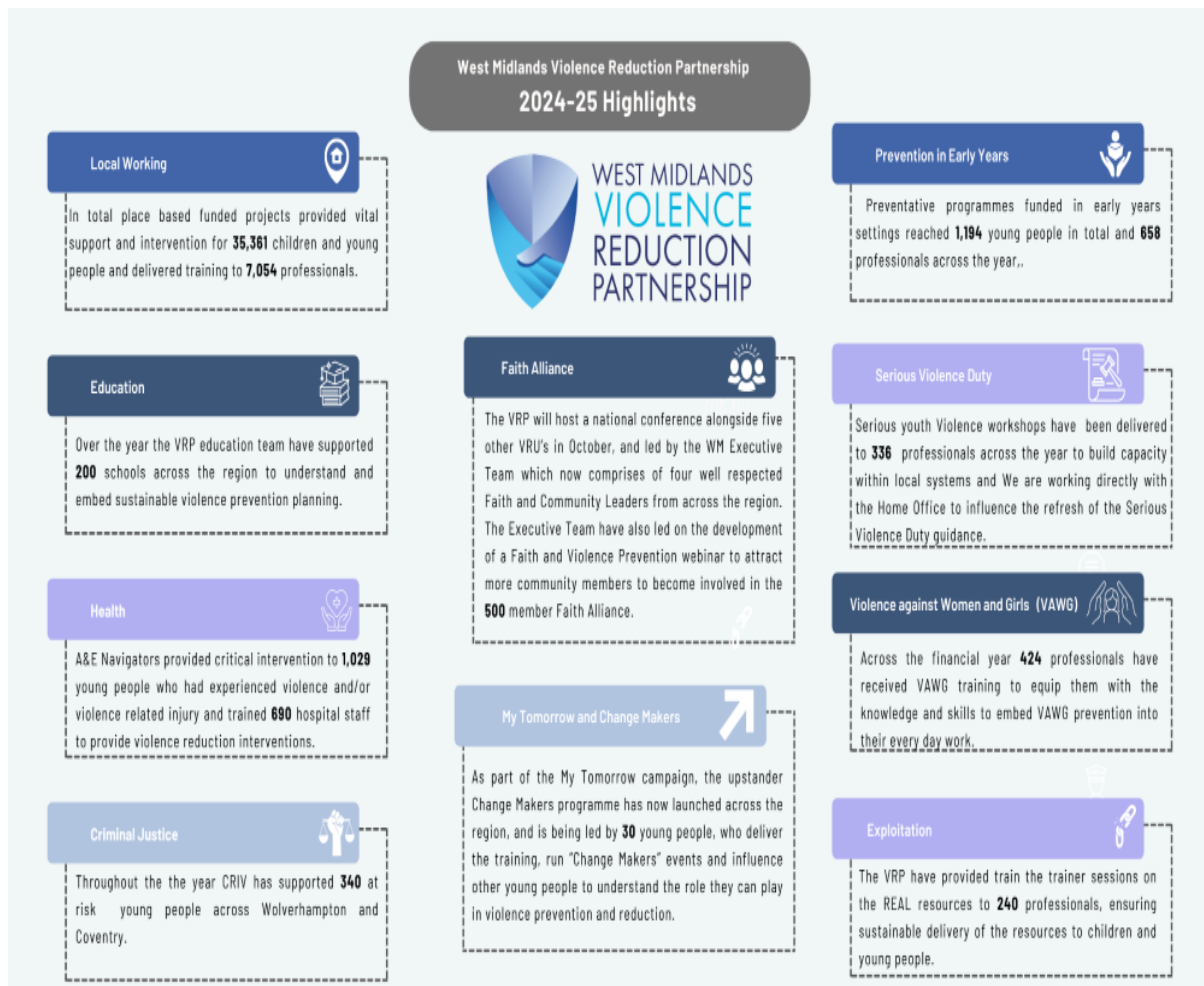 West Midlands Violence Reduction Partnership
2024-25 Highlights
WEST MIDLANDS
VIOLENCE
REDUCTION
PARTNERSHIP
Local Working
In total place based funded projects provided vital
support and intervention for 35,361 children and young
people and delivered training to 7,054 professionals.
Education
Over the year the VRP education team have supported
200 schools across the region to understand and
embed sustainable violence prevention planning.
Health
A&E Navigators provided critical intervention to 1,029
young people who had experienced violence and/or
violence related injury and trained 690 hospital staff
to provide violence reduction interventions.
Criminal Justice
Throughout the the year CRIV has supported 340 at
risk young people across Wolverhampton and
Coventry.
Faith Alliance
The VRP will host a national conference alongside five
other VRU's in October, and led by the WM Executive
Team which now comprises of four well respected
Faith and Community Leaders from across the region.
The Executive Team have also led on the development
of a Faith and Violence Prevention webinar to attract
more community members to become involved in the
500 member Faith Alliance.
My Tomorrow and Change Makers
As part of the My Tomorrow campaign, the upstander
Change Makers programme has now launched across the
region, and is being led by 30 young people, who deliver
the training, run "Change Makers" events and influence
other young people to understand the role they can play
in violence prevention and reduction.
Prevention in Early Years
Preventative programmes funded in early years
settings reached 1,194 young people in total and 658
professionals across the year,.
Serious Violence Duty
Serious youth Violence workshops have been delivered
to 336 professionals across the year to build capacity
within local systems and We are working directly with
the Home Office to influence the refresh of the Serious
Violence Duty guidance.
Violence against Women and Girls (VAWG)
Across the financial year 424 professionals have
received VAWG training to equip them with the
knowledge and skills to embed VAWG prevention into
their every day work.
Exploitation
The VRP have provided train the trainer sessions on
the REAL resources to 240 professionals, ensuring
sustainable delivery of the resources to children and
young people.